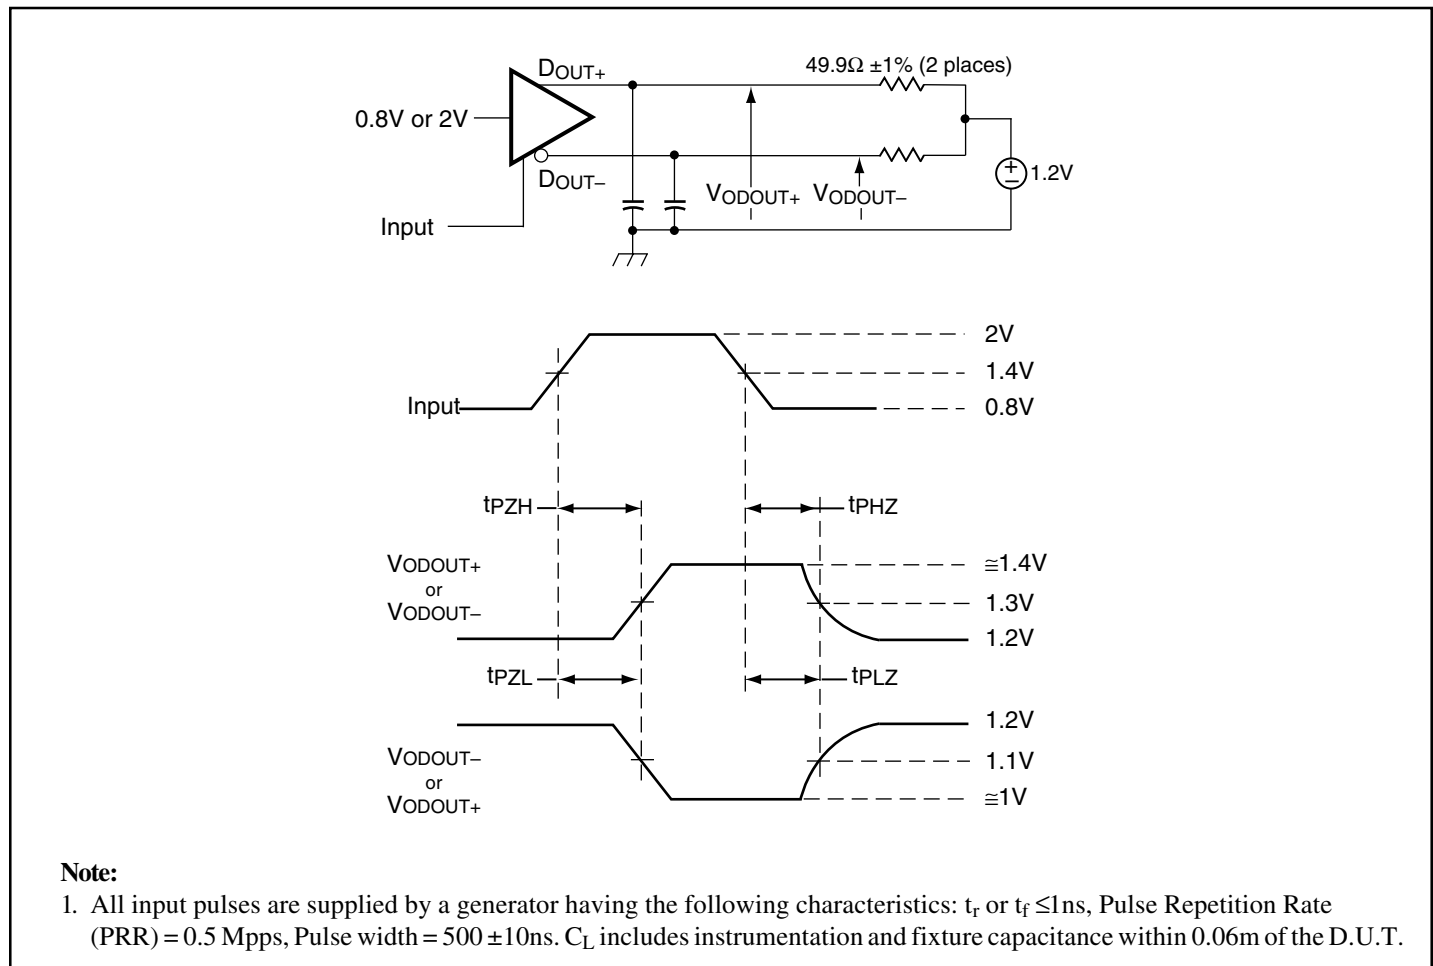 DOUT+
49.9Ω ±1% (2 places)
0.8V or 2V
DOUT–
VODOUT+
VODOUT–
+
–
1.2V
Input
2V
1.4V
Input
0.8V
tPZH
tPHZ
VODOUT+
or
VODOUT–
≅1.4V
1.3V
1.2V
tPZL
tPLZ
1.2V
VODOUT–
or
VODOUT+
1.1V
≅1V
Note:
1. All input pulses are supplied by a generator having the following characteristics: tr or tf ≤1ns, Pulse Repetition Rate
(PRR) = 0.5 Mpps, Pulse width = 500 ±10ns. CL includes instrumentation and fixture capacitance within 0.06m of the D.U.T.